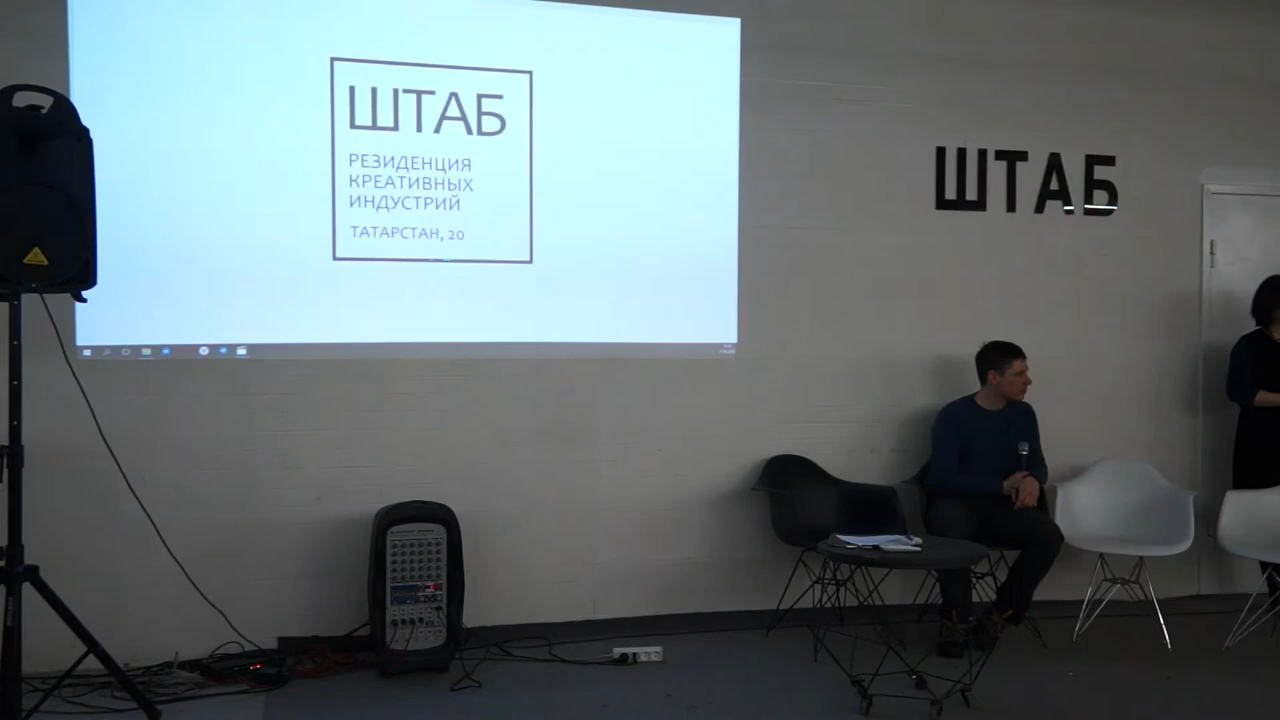 ШТАБ
РЕЗИДЕНЦИЯ
КРЕАТИВНЫХ
ИНДУСТРИЙ
ТАТАРСТАН, 20
ШТАБ